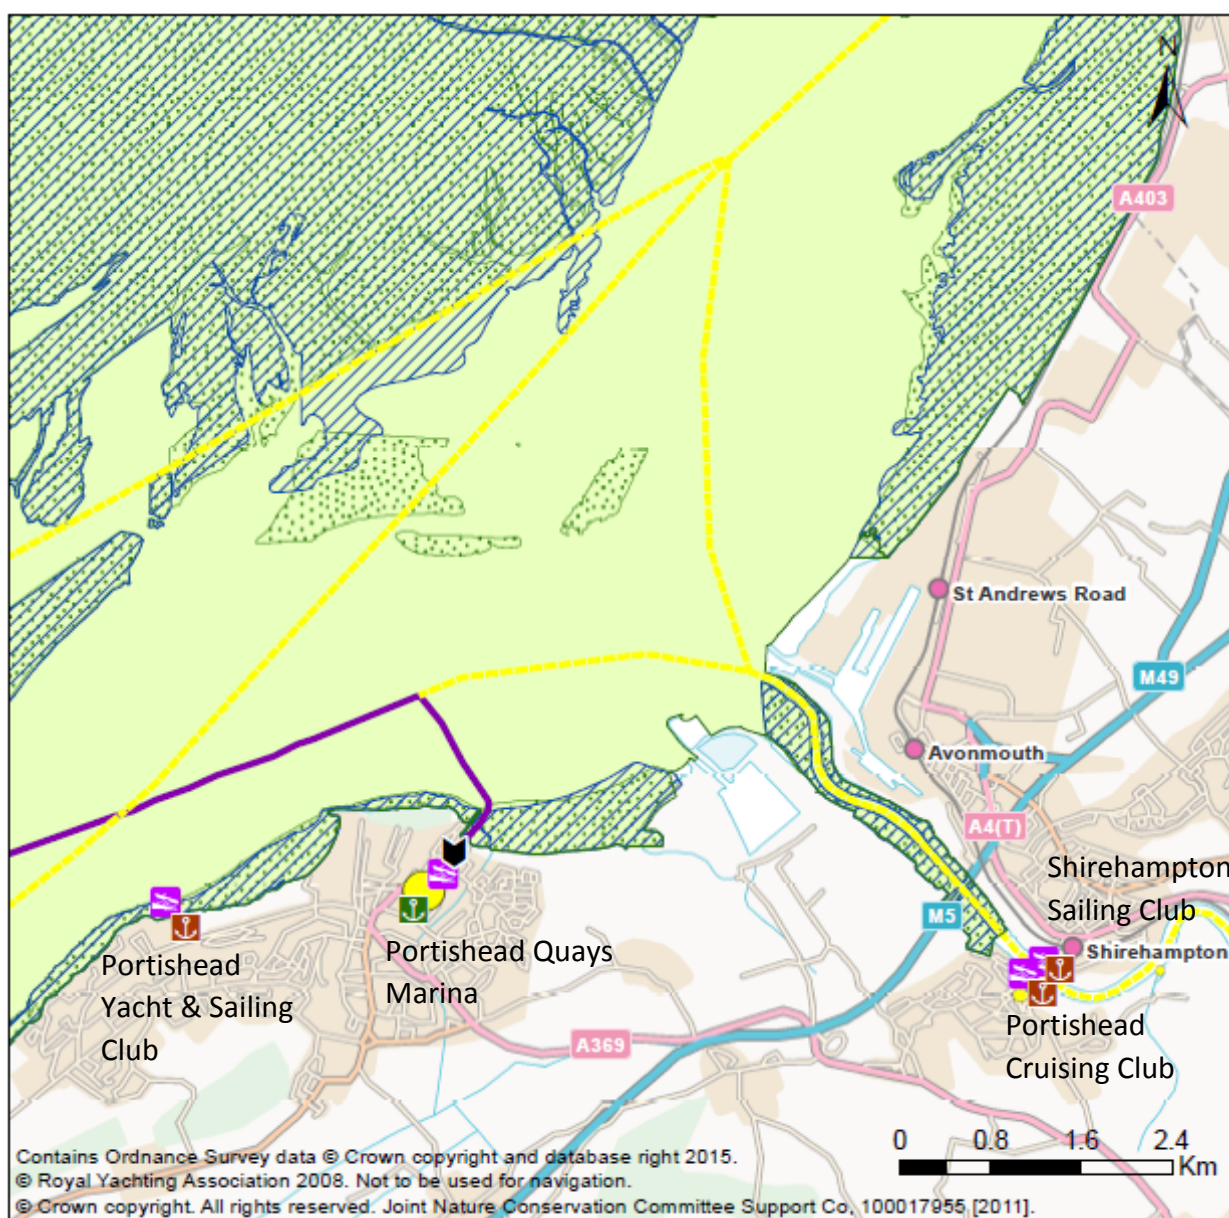 N
A403
St Andrews Road
M49
Avonmouth
A4(T)
Shirehampton
Sailing Club
M5
Portishead Quays
Marina
Shirehampton
Portishead
Yacht & Sailing
Club
Portishead
Cruising Club
A369
0 0.8 1.6 2.4
Km
Contains Ordnance Survey data © Crown copyright and database right 2015.
© Royal Yachting Association 2008. Not to be used for navigation.
© Crown copyright. All rights reserved. Joint Nature Conservation Committee Support Co, 100017955 [2011].